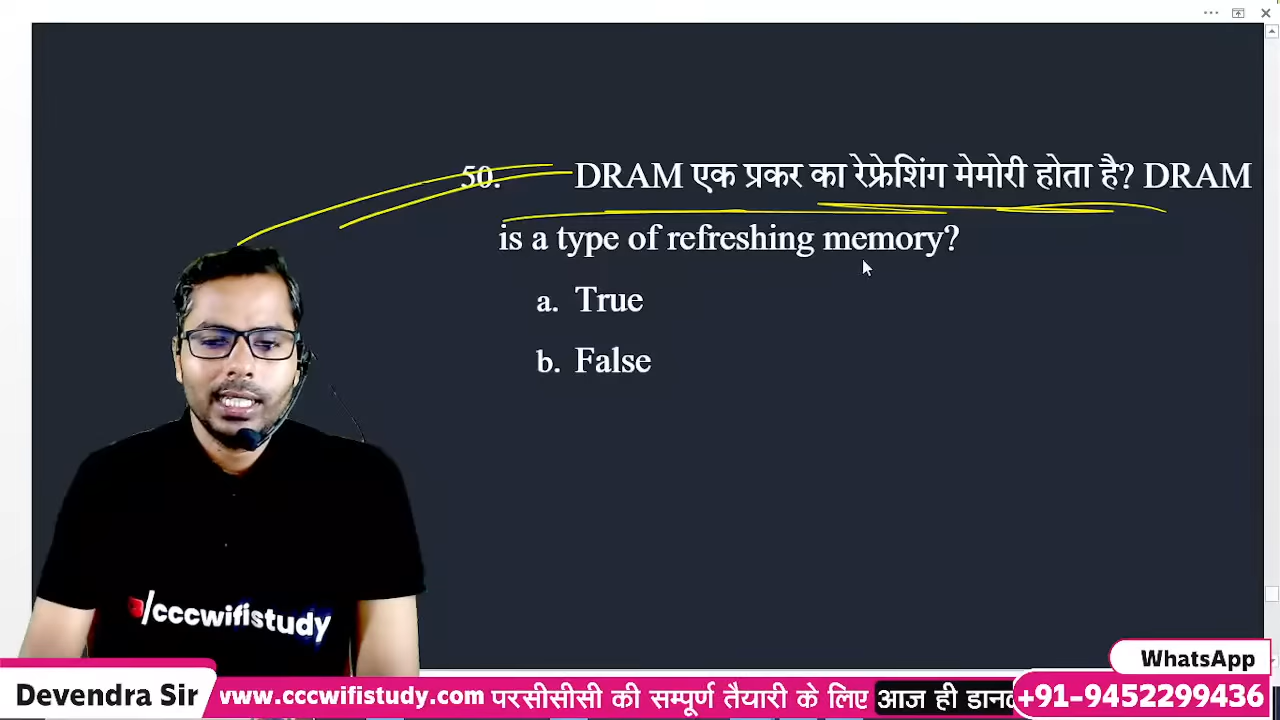 50. DRAM एक प्रकर का रेफ्रेशिंग मेमोरी होता है? DRAM
is a type of refreshing memory?
a. True
b. False
/cccwifistudy
WhatsApp
Devendra Sir
www.cccwifistudy.com परसीसीसी की सम्पूर्ण तैयारी के लिए आज ही
+91-9452299436